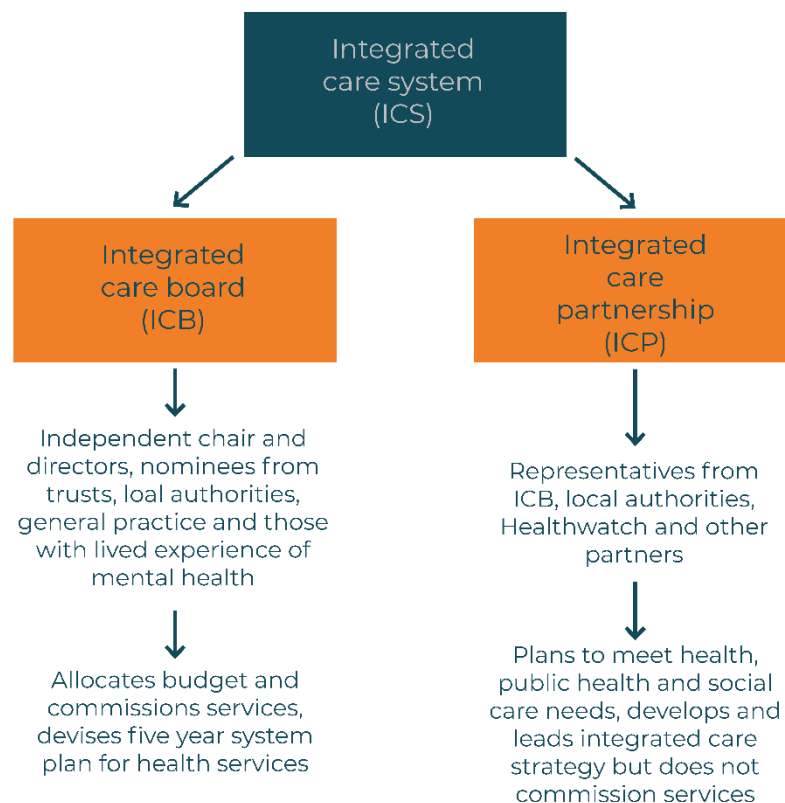 Integrated
care system
(ICS)
Integrated
care board
(ICB)
Integrated
care
partnership
(ICP)
Independent chair and
directors, nominees from
trusts, loal authorities,
general practice and those
with lived experience of
mental health
Representatives from
ICB, local authorities,
Healthwatch and other
partners
Allocates budget and
commissions services,
devises five year system
plan for health services
Plans to meet health,
public health and social
care needs, develops and
leads integrated care
strategy but does not
commission services